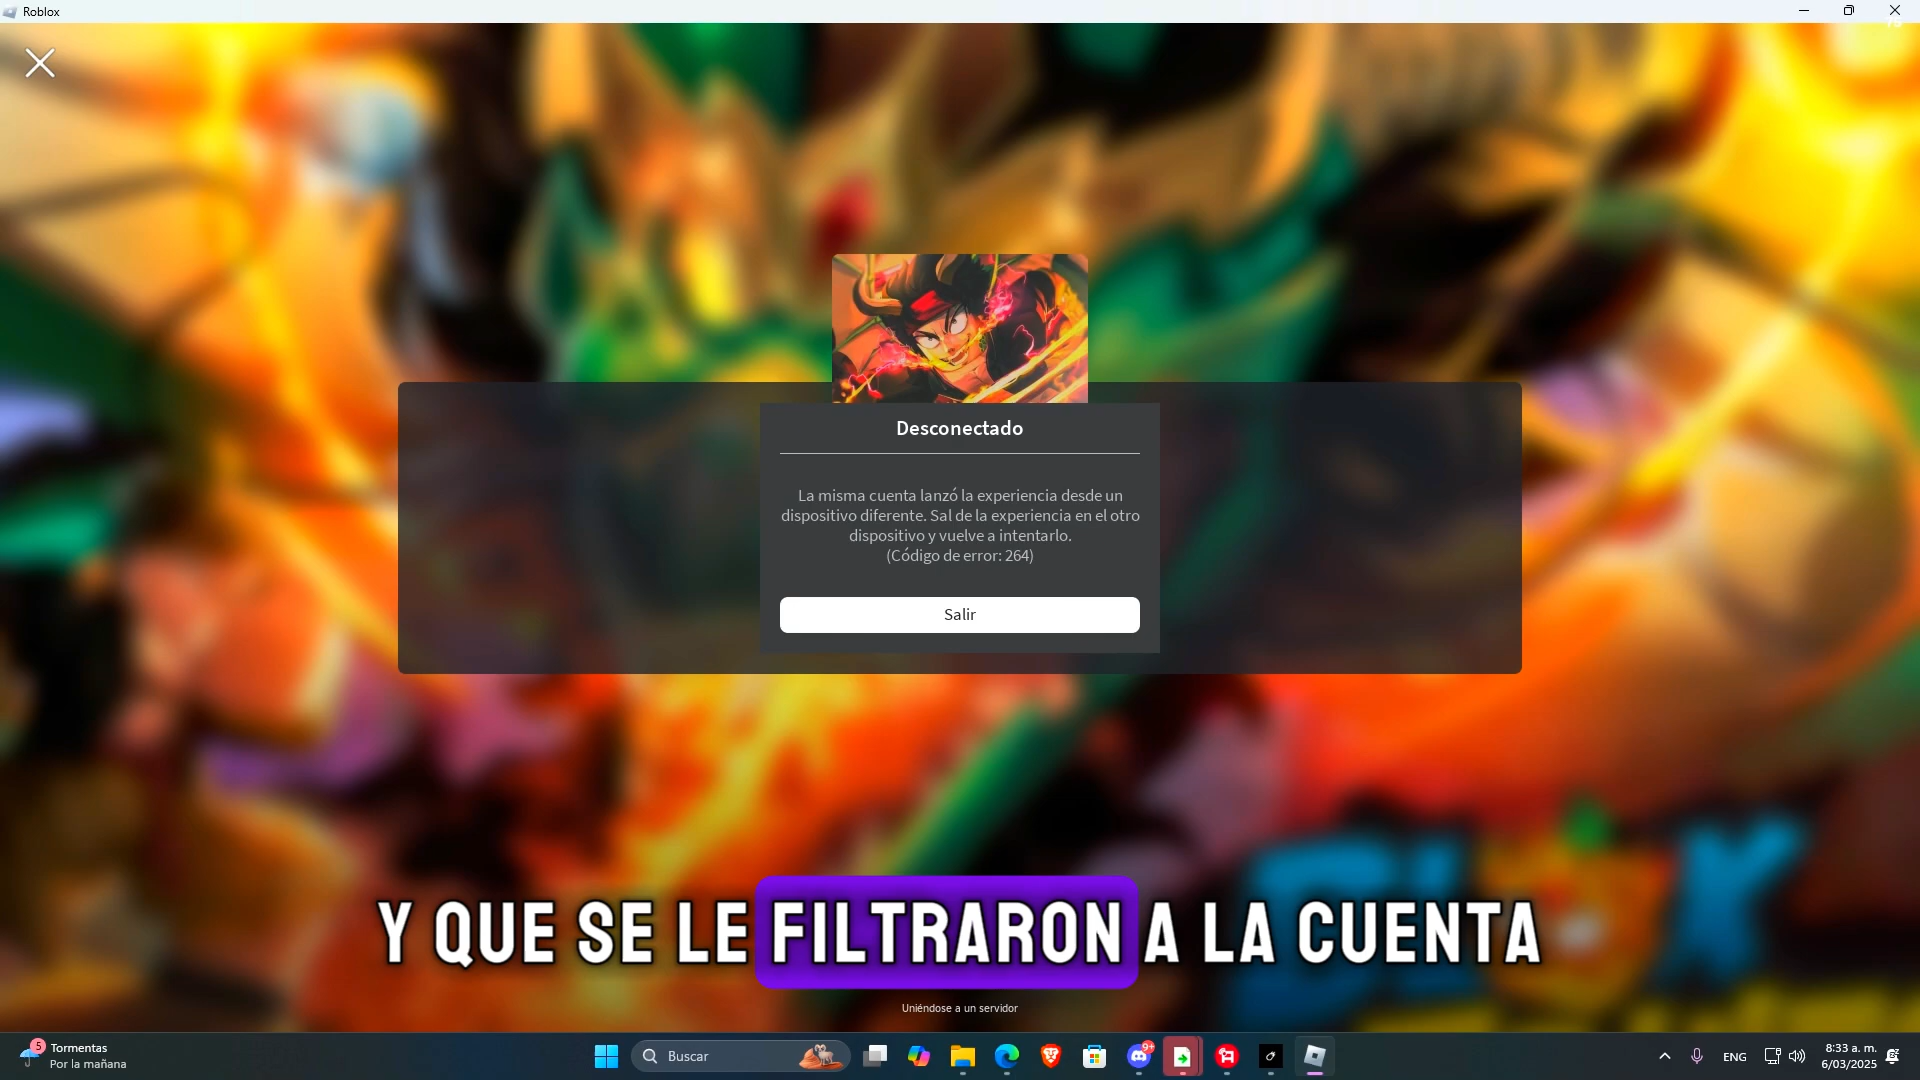 Roblox
Desconectado
La misma cuenta lanzó la experiencia desde un
dispositivo diferente. Sal de la experiencia en el otro
dispositivo y vuelve a intentarlo.
(Código de error: 264)
Salir
Y QUE SE LE FILTRARON A LA CUENTA
Uniéndose a un servidor
5
Tormentas
Por la mañana
Buscar
9+
ENG
8:33 a. m.
6/03/2025